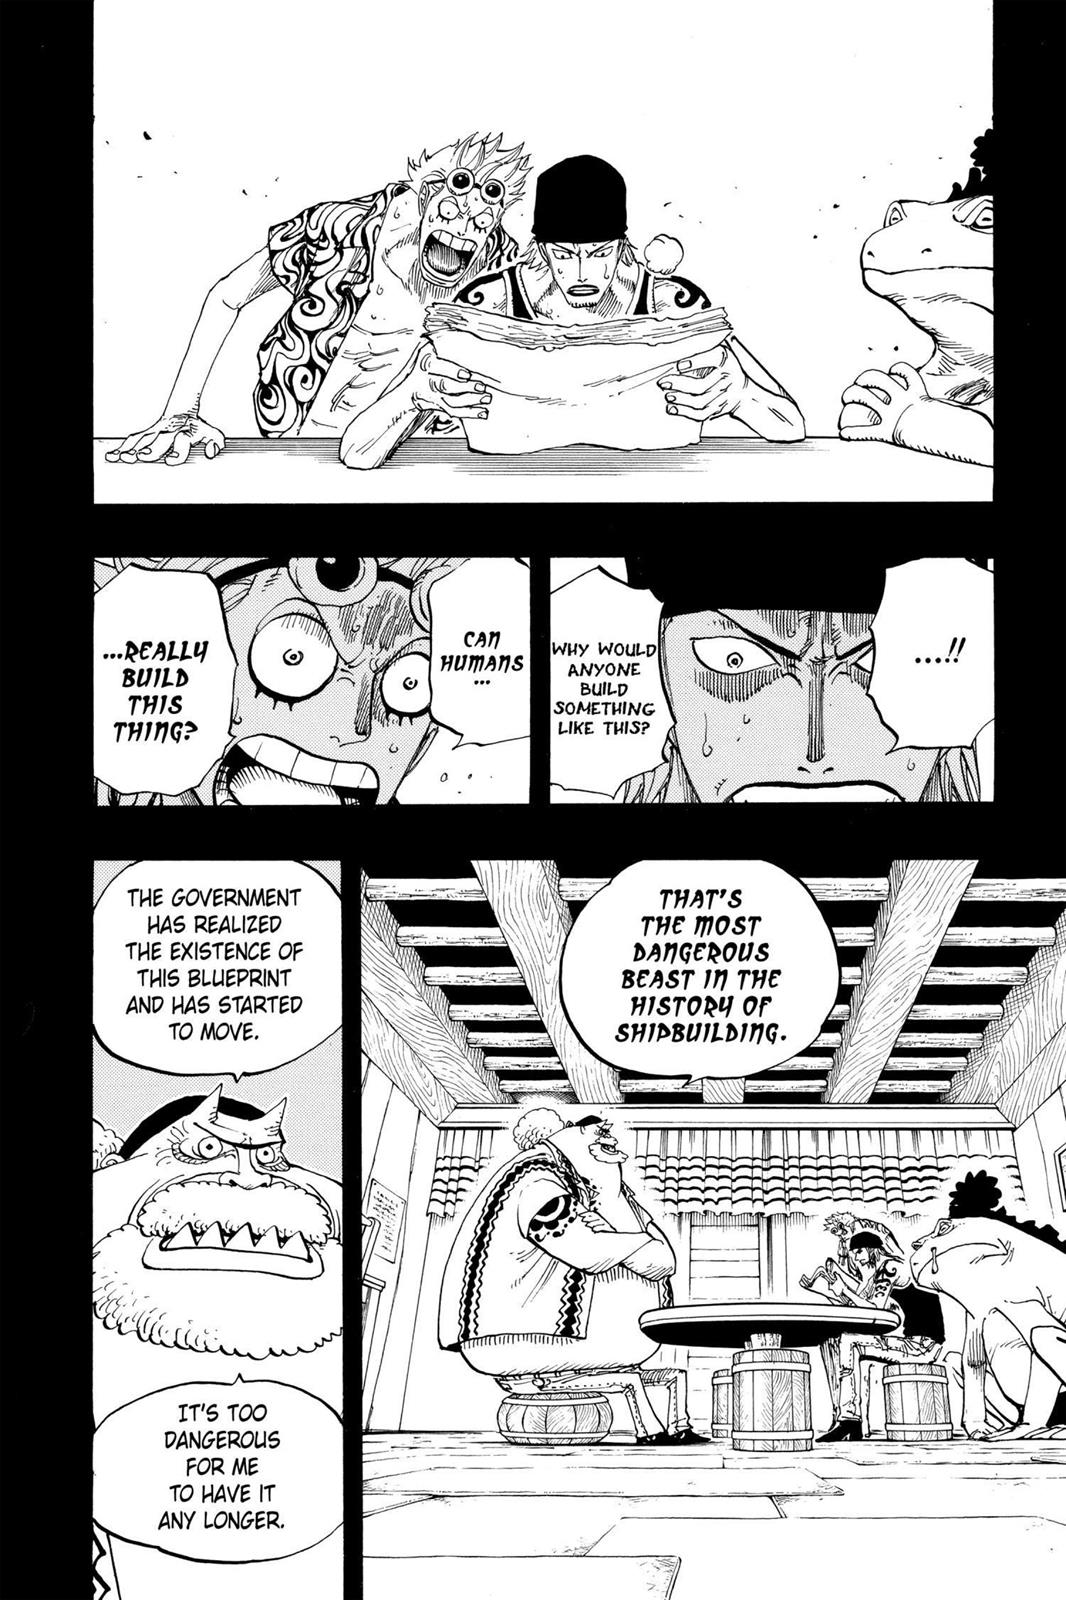 ...!!
WHY WOULD
ANYONE
BUILD
SOMETHING
LIKE THIS?
CAN
HUMANS
...
...REALLY
BUILD
THIS
THING?
THAT'S
THE MOST
DANGEROUS
BEAST IN THE
HISTORY OF
SHIPBUILDING.
THE GOVERNMENT
HAS REALIZED
THE EXISTENCE OF
THIS BLUEPRINT
AND HAS STARTED
TO MOVE.
IT'S TOO
DANGEROUS
FOR ME
TO HAVE IT
ANY LONGER.